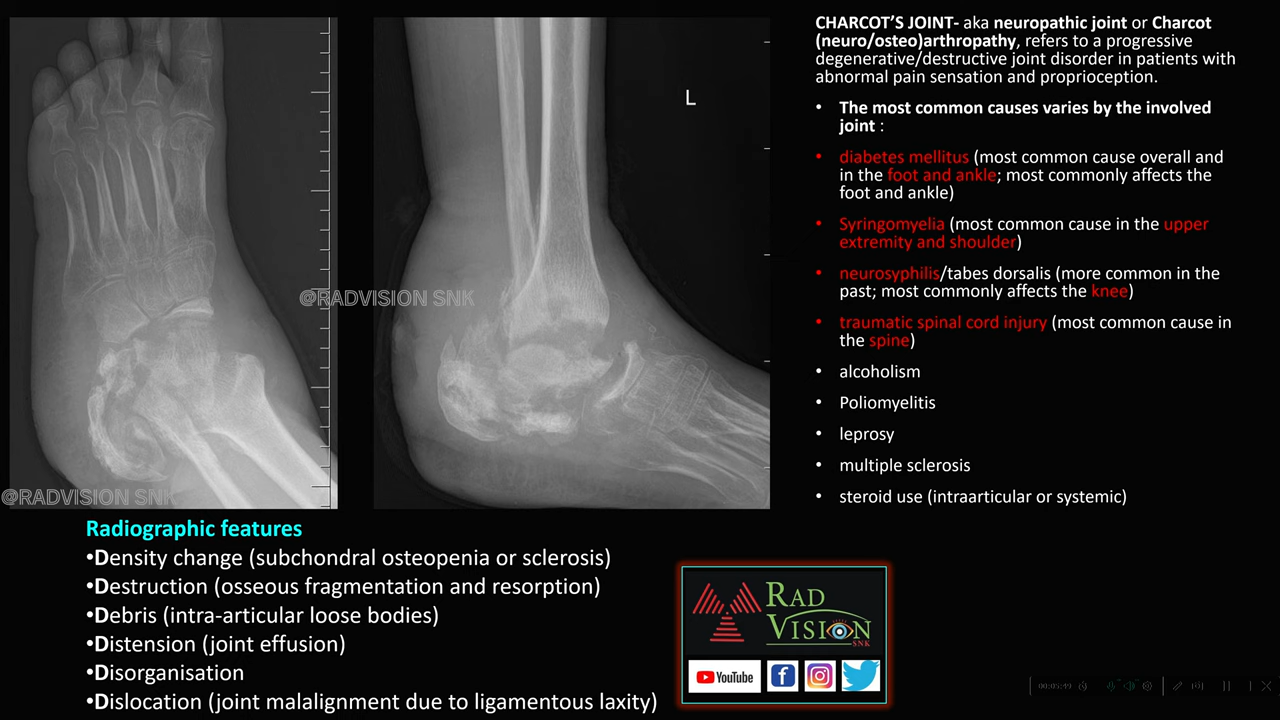 CHARCOT'S JOINT- aka neuropathic joint or Charcot
(neuro/osteo)arthropathy, refers to a progressive
degenerative/destructive joint disorder in patients with
abnormal pain sensation and proprioception.
• The most common causes varies by the involved
joint :
• diabetes mellitus (most common cause overall and
in the foot and ankle; most commonly affects the
foot and ankle)
• Syringomyelia (most common cause in the upper
extremity and shoulder)
• neurosyphilis/tabes dorsalis (more common in the
past; most commonly affects the knee)
• traumatic spinal cord injury (most common cause in
the spine)
• alcoholism
• Poliomyelitis
• leprosy
• multiple sclerosis
• steroid use (intraarticular or systemic)
L
@RADVISION SNK
@RADVISION SNK
Radiographic features
•Density change (subchondral osteopenia or sclerosis)
•Destruction (osseous fragmentation and resorption)
•Debris (intra-articular loose bodies)
•Distension (joint effusion)
•Disorganisation
•Dislocation (joint malalignment due to ligamentous laxity)
RAD
VISION
SNK
YouTube
00:05:49